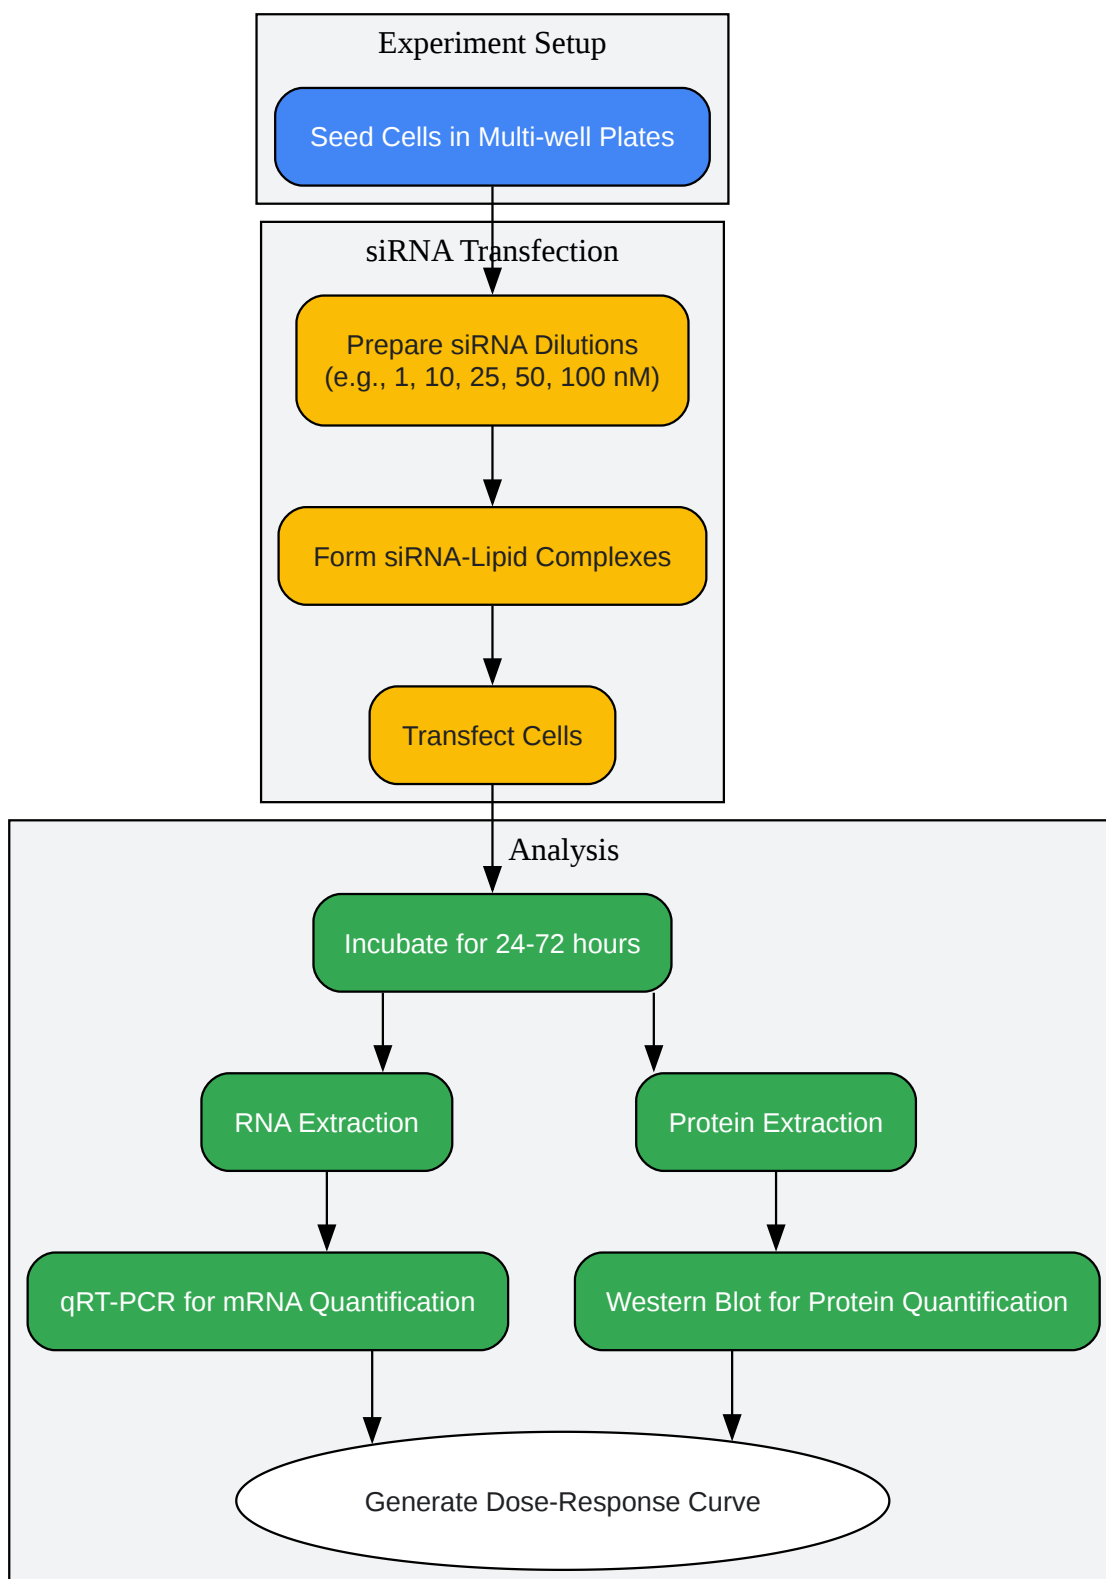 Experiment Setup
Seed Cells in Multi-well Plates
siRNA Transfection
Prepare siRNA Dilutions
(e.g., 1, 10, 25, 50, 100 nM)
Form siRNA-Lipid Complexes
Transfect Cells
Analysis
Incubate for 24-72 hours
RNA Extraction
Protein Extraction
qRT-PCR for mRNA Quantification
Western Blot for Protein Quantification
Generate Dose-Response Curve